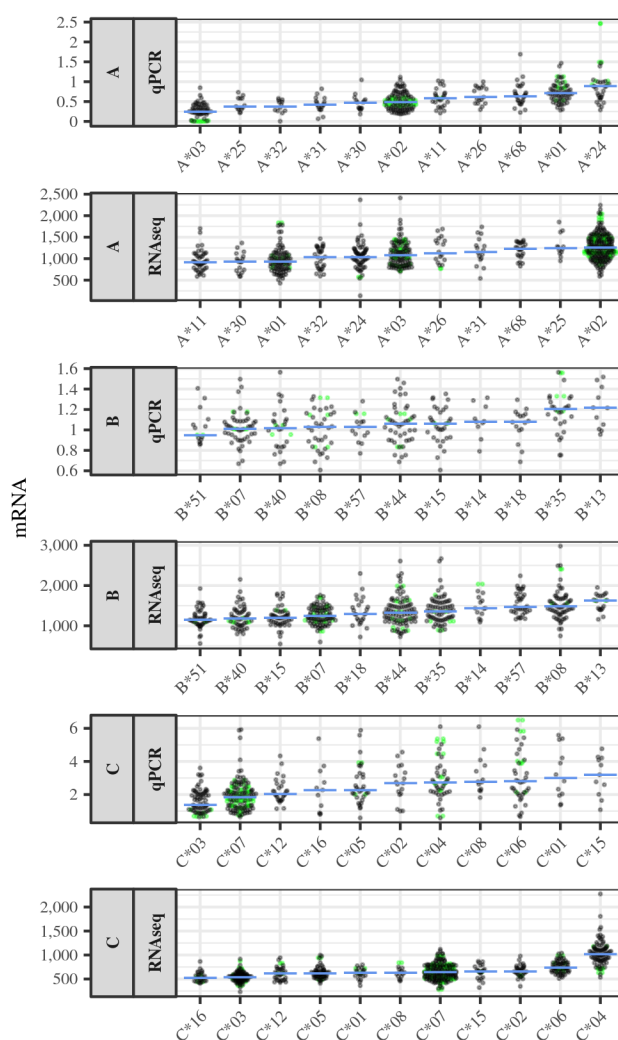 mRNA
A
qPCR
2.5
2
1.5
1
0.5
0
A*03 A*25 A*32 A*31 A*30 A*02 A*11 A*26 A*68 A*01 A*24
A
RNAseq
2,500
2,000
1,500
1,000
500
A*11 A*30 A*01 A*32 A*24 A*03 A*26 A*31 A*68 A*25 A*02
B
qPCR
1.6
1.4
1.2
1
0.8
0.6
B*51 B*07 B*40 B*08 B*57 B*44 B*15 B*14 B*18 B*35 B*13
B
RNAseq
3,000
2,000
1,000
B*51 B*40 B*15 B*07 B*18 B*44 B*35 B*14 B*57 B*08 B*13
C
qPCR
6
4
2
C*03 C*07 C*12 C*16 C*05 C*02 C*04 C*08 C*06 C*01 C*15
C
RNAseq
2,000
1,500
1,000
500
C*16 C*03 C*12 C*05 C*01 C*08 C*07 C*15 C*02 C*06 C*04